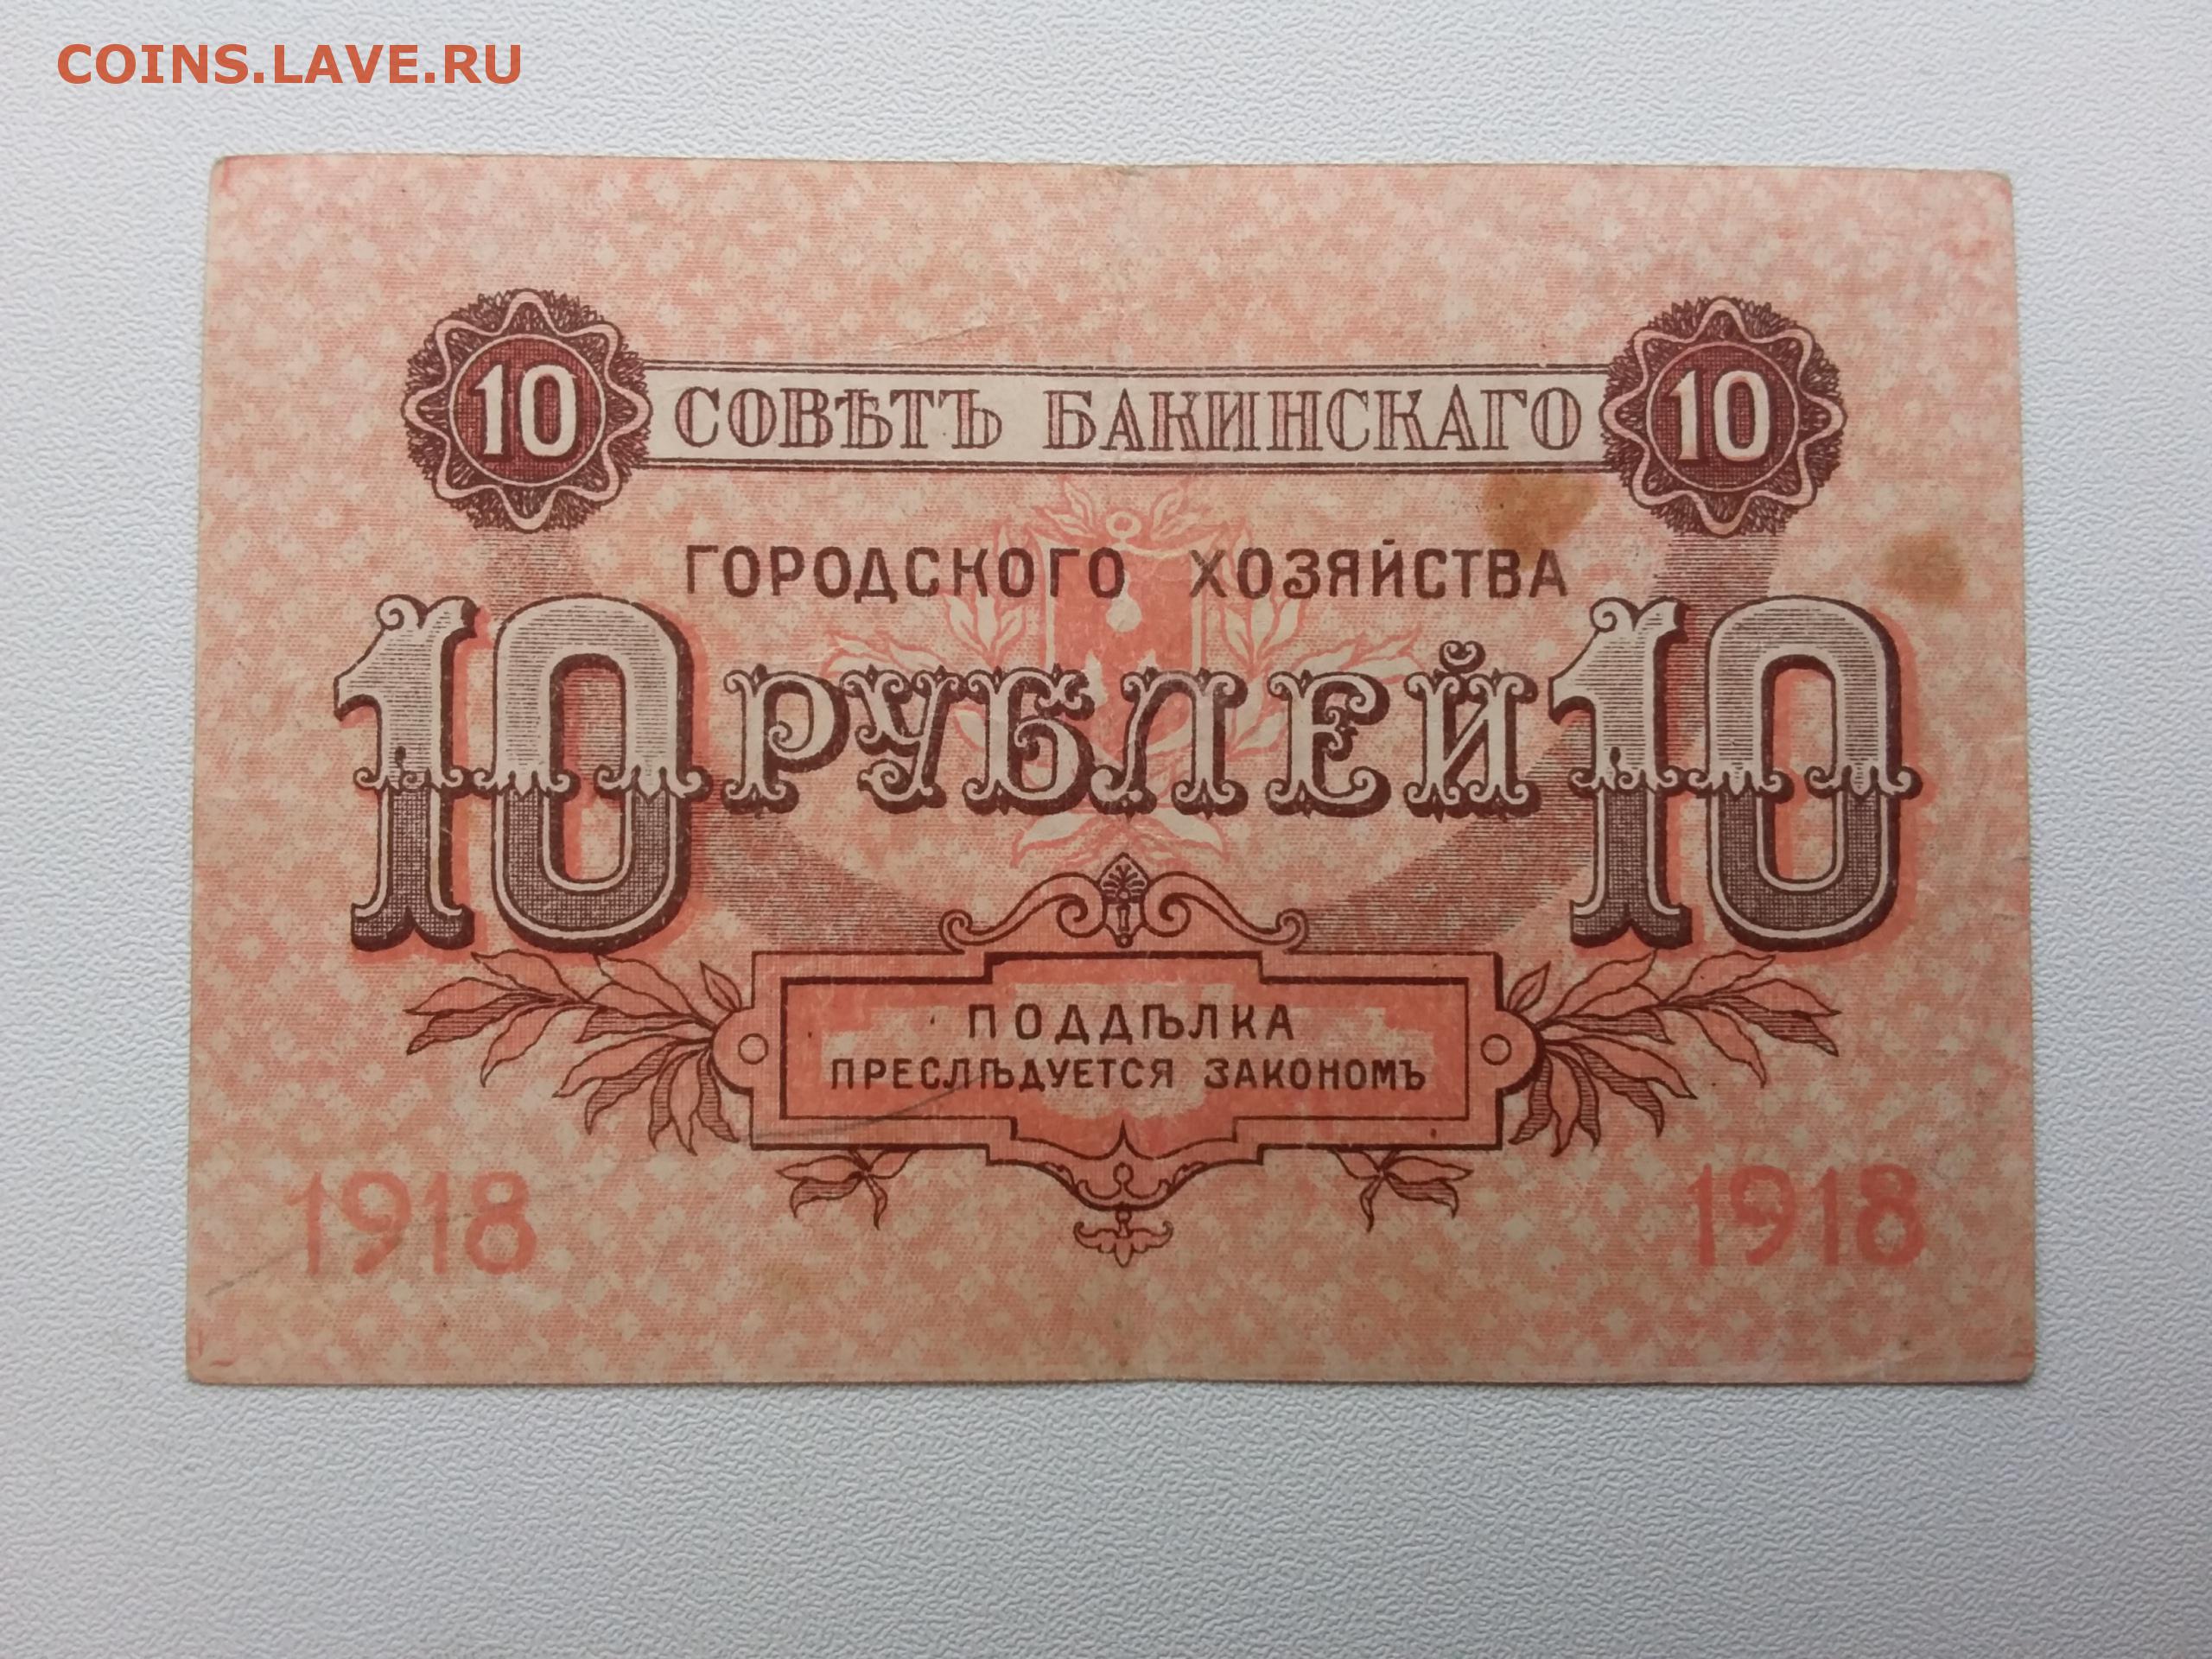 COINS.LAVE.RU
10 СОВѢТЪ БАКИНСКАГО 10
ГОРОДСКОГО ХОЗЯЙСТВА
10 РУБЛЕЙ 10
ПОДДѢЛКА
ПРЕСЛѢДУЕТСЯ ЗАКОНОМЪ
1918 1918